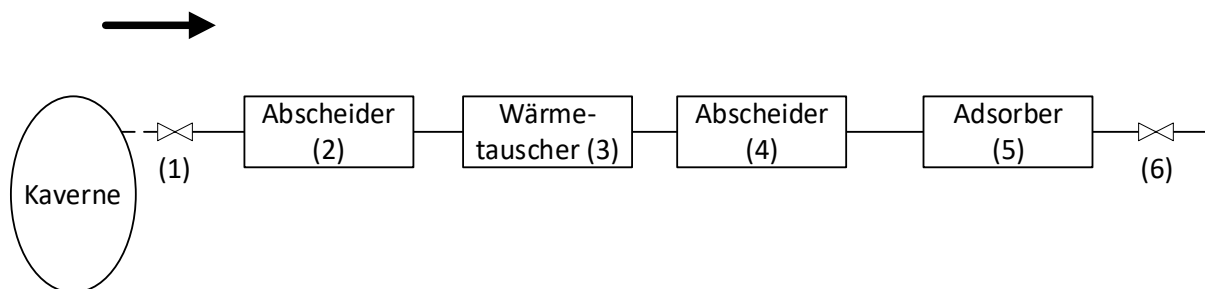 Kaverne
(1)
Abscheider
(2)
Wärme-
tauscher (3)
Abscheider
(4)
Adsorber
(5)
(6)